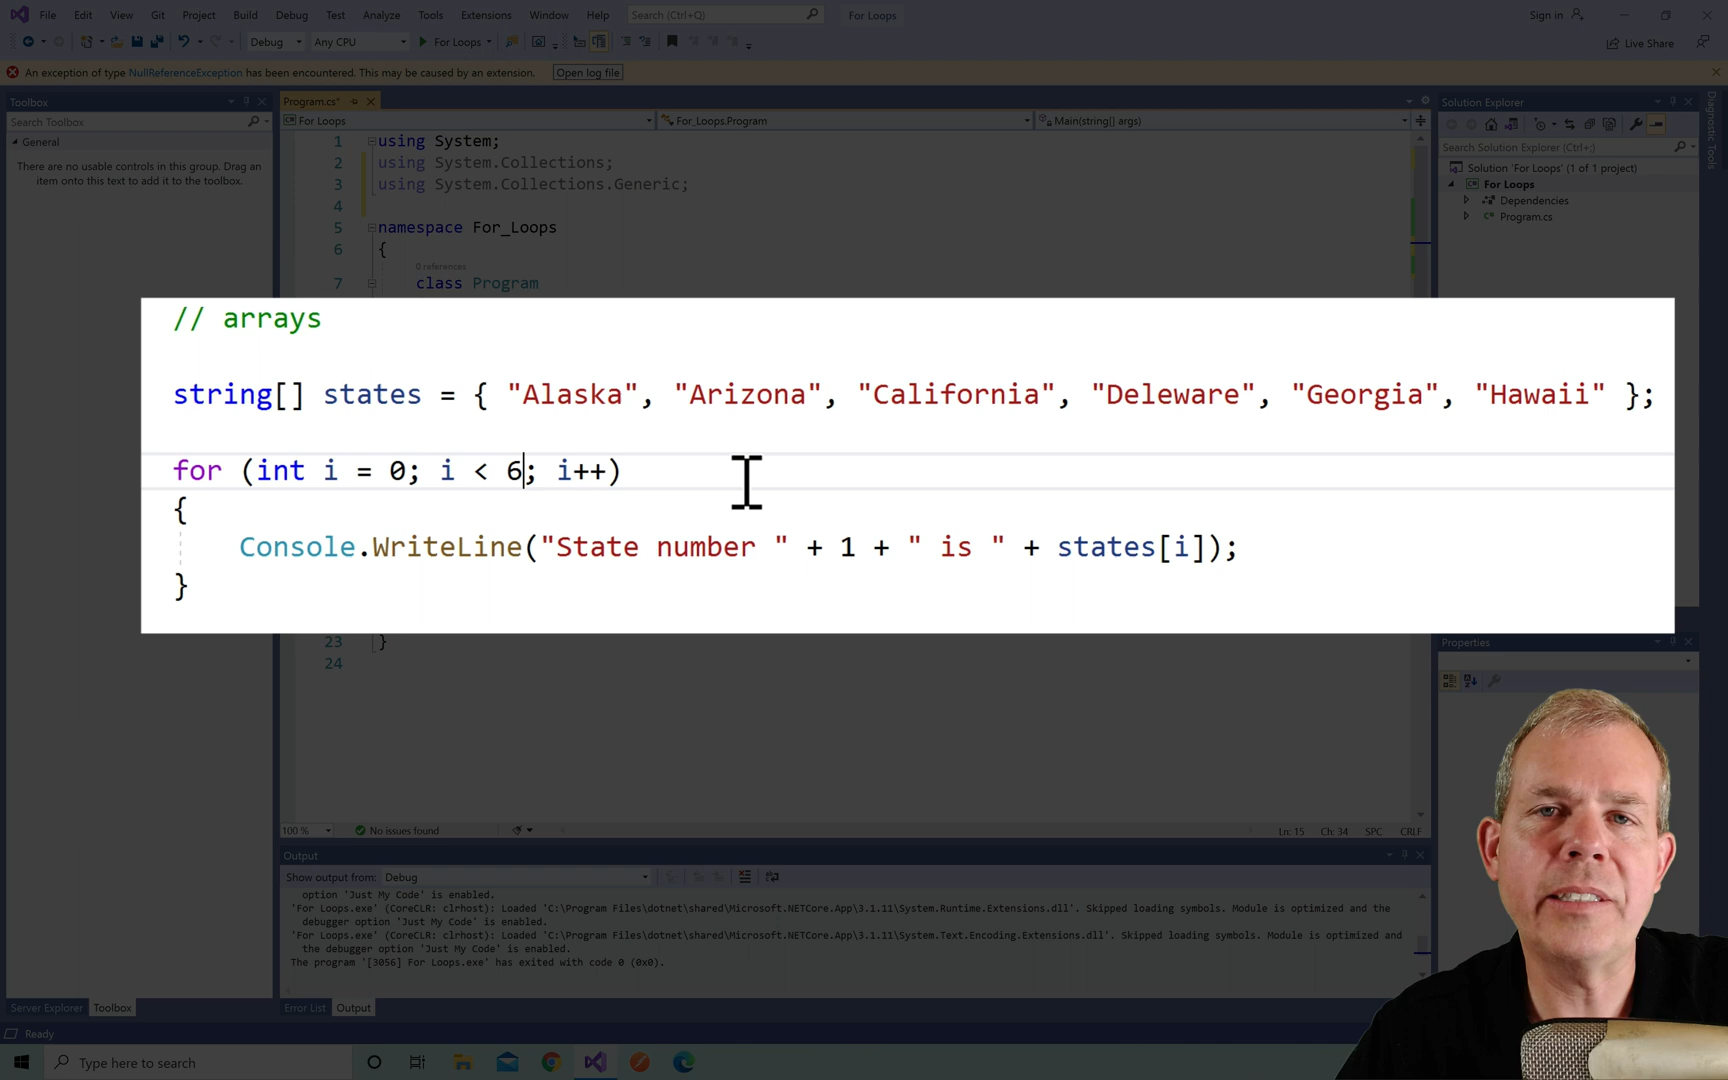 File Edit View Git Project Build Debug Test Analyze Tools Extensions Window Help Search (Ctrl+Q) For Loops Sign in
Debug Any CPU For Loops Live Share
An exception of type NullReferenceException has been encountered. This may be caused by an extension. Open log file
Toolbox
Search Toolbox
General
There are no usable controls in this group. Drag an
item onto this text to add it to the toolbox.
Program.cs*
For Loops For_Loops.Program Main(string[] args)
1 using System;
2 using System.Collections;
3 using System.Collections.Generic;
4
5 namespace For_Loops
6 {
0 references
7 class Program
// arrays
string[] states = { "Alaska", "Arizona", "California", "Deleware", "Georgia", "Hawaii" };
for (int i = 0; i < 6; i++)
{
Console.WriteLine("State number " + 1 + " is " + states[i]);
}
23 }
24
100 % No issues found Ln: 15 Ch: 34 SPC CRLF
Solution Explorer
Search Solution Explorer (Ctrl+;)
Solution 'For Loops' (1 of 1 project)
For Loops
Dependencies
Program.cs
Diagnostic Tools
Properties
Output
Show output from: Debug
option 'Just My Code' is enabled.
'For Loops.exe' (CoreCLR: clrhost): Loaded 'C:\Program Files\dotnet\shared\Microsoft.NETCore.App\3.1.11\System.Runtime.Extensions.dll'. Skipped loading symbols. Module is optimized and the
debugger option 'Just My Code' is enabled.
'For Loops.exe' (CoreCLR: clrhost): Loaded 'C:\Program Files\dotnet\shared\Microsoft.NETCore.App\3.1.11\System.Text.Encoding.Extensions.dll'. Skipped loading symbols. Module is optimized and
the debugger option 'Just My Code' is enabled.
The program '[3056] For Loops.exe' has exited with code 0 (0x0).
Server Explorer Toolbox Error List Output
Ready
Type here to search